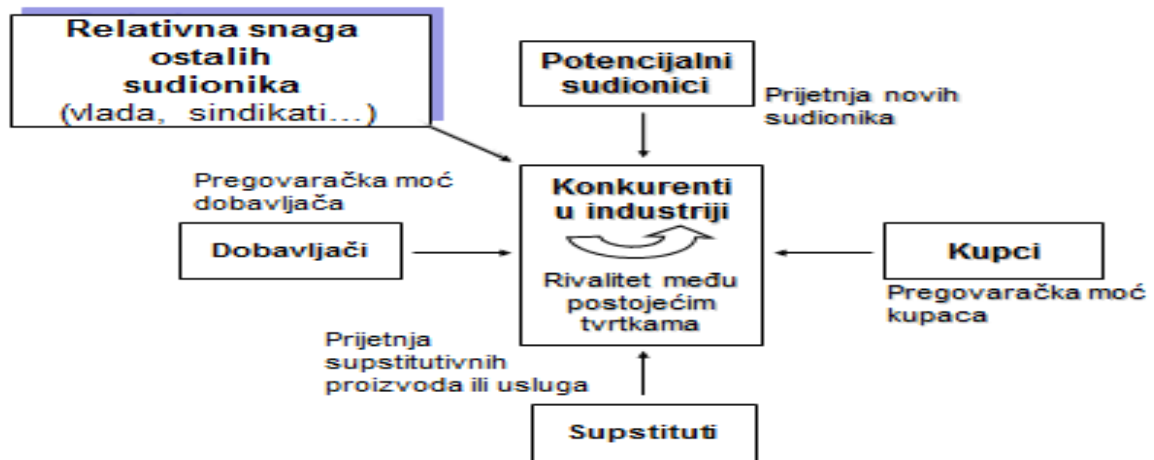 Relativna snaga
ostalih
sudionika
(vlada, sindikati...)
Potencijalni
sudionici
Prijetnja novih
sudionika
Pregovaračka moć
dobavljača
Dobavljači
Konkurenti
u industriji
Rivalitet među
postojećim
tvrtkama
Kupci
Pregovaračka moć
kupaca
Prijetnja
supstitutivnih
proizvoda ili usluga
Supstituti